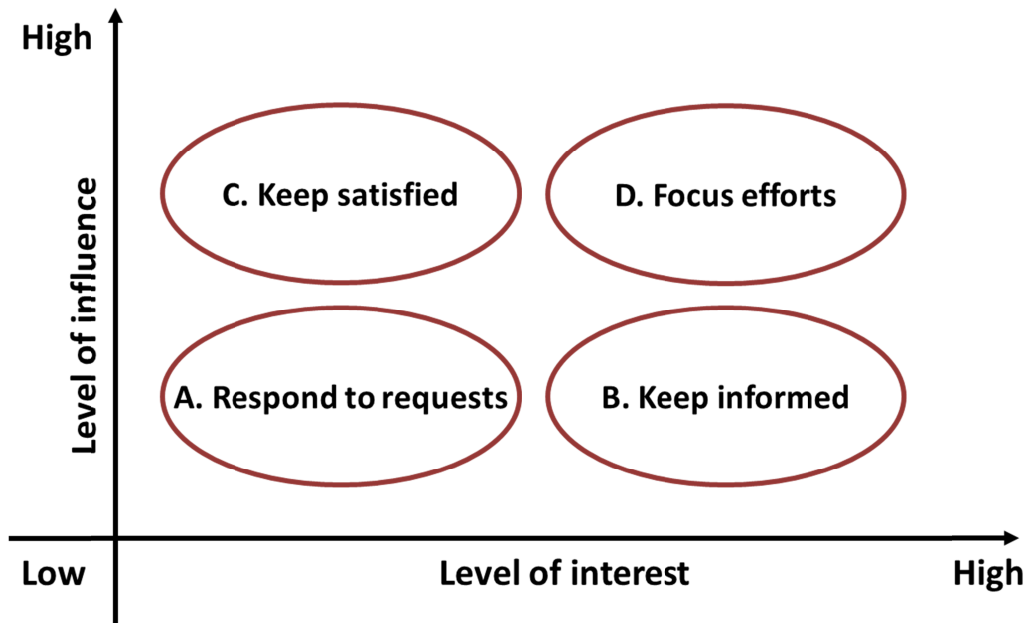 High
C. Keep satisfied
D. Focus efforts
Level of influence
A. Respond to requests
B. Keep informed
Low
Level of interest
High